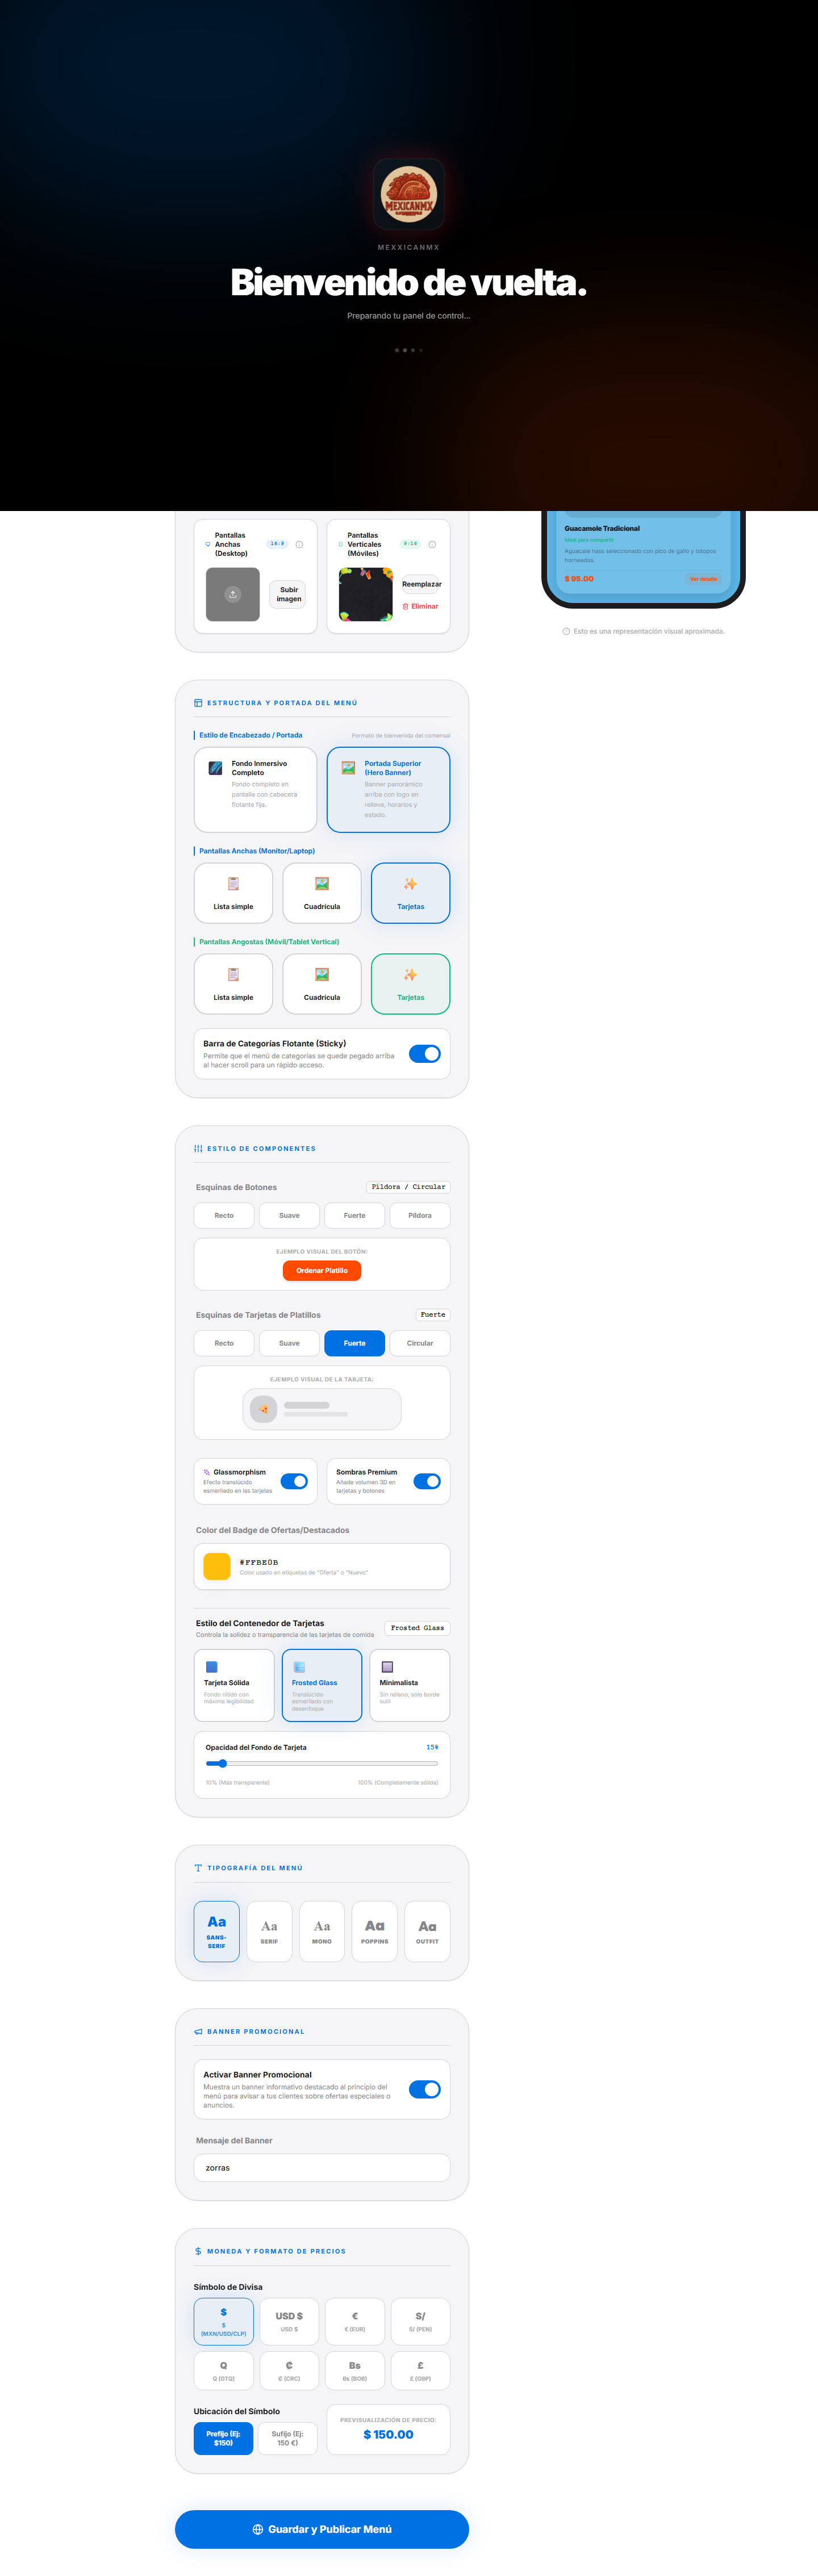 MEXICANMX
MEXXICANMX
Bienvenido de vuelta.
Preparando tu panel de control...
Pantallas
Anchas
(Desktop)
16:9
Pantallas
Verticales
(Móviles)
9:16
Subir
imagen
Reemplazar
Eliminar
Guacamole Tradicional
Ideal para compartir
Aguacate hass seleccionado con pico de gallo y totopos
horneados.
$ 95.00
Ver detalle
Esto es una representación visual aproximada.
ESTRUCTURA Y PORTADA DEL MENÚ
Estilo de Encabezado / Portada
Formato de bienvenida del comensal
Fondo Inmersivo
Completo
Fondo completo en
pantalla con cabecera
flotante fija.
Portada Superior
(Hero Banner)
Banner panorámico
arriba con logo en
relieve, horarios y
estado.
Pantallas Anchas (Monitor/Laptop)
Lista simple
Cuadrícula
Tarjetas
Pantallas Angostas (Móvil/Tablet Vertical)
Lista simple
Cuadrícula
Tarjetas
Barra de Categorías Flotante (Sticky)
Permite que el menú de categorías se quede pegado arriba
al hacer scroll para un rápido acceso.
ESTILO DE COMPONENTES
Esquinas de Botones
Píldora / Circular
Recto
Suave
Fuerte
Píldora
EJEMPLO VISUAL DEL BOTÓN:
Ordenar Platillo
Esquinas de Tarjetas de Platillos
Fuerte
Recto
Suave
Fuerte
Circular
EJEMPLO VISUAL DE LA TARJETA:
Glassmorphism
Efecto translúcido
esmerilado en las tarjetas
Sombras Premium
Añade volumen 3D en
tarjetas y botones
Color del Badge de Ofertas/Destacados
#FFBE0B
Color usado en etiquetas de "Oferta" o "Nuevo"
Estilo del Contenedor de Tarjetas
Controla la solidez o transparencia de las tarjetas de comida
Frosted Glass
Tarjeta Sólida
Fondo nítido con
máxima legibilidad
Frosted Glass
Translúcido
esmerilado con
desenfoque
Minimalista
Sin relleno, solo borde
sutil
Opacidad del Fondo de Tarjeta
15%
10% (Más transparente)
100% (Completamente sólida)
TIPOGRAFÍA DEL MENÚ
Aa
SANS-
SERIF
Aa
SERIF
Aa
MONO
Aa
POPPINS
Aa
OUTFIT
BANNER PROMOCIONAL
Activar Banner Promocional
Muestra un banner informativo destacado al principio del
menú para avisar a tus clientes sobre ofertas especiales o
anuncios.
Mensaje del Banner
zorras
MONEDA Y FORMATO DE PRECIOS
Símbolo de Divisa
$
$
(MXN/USD/CLP)
USD $
USD $
€
€ (EUR)
S/
S/ (PEN)
Q
Q (GTQ)
₡
₡ (CRC)
Bs
Bs (BOB)
£
£ (GBP)
Ubicación del Símbolo
Prefijo (Ej:
$150)
Sufijo (Ej:
150 €)
PREVISUALIZACIÓN DE PRECIO:
$ 150.00
Guardar y Publicar Menú